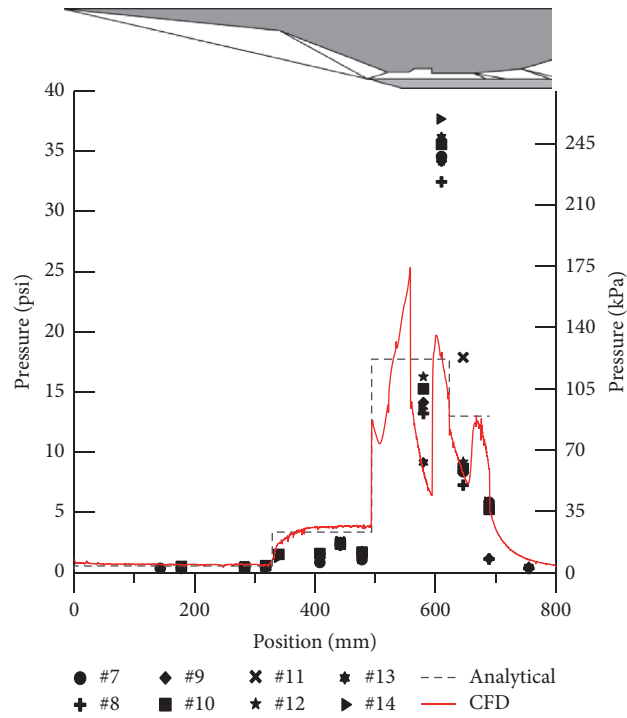 40
35
30
25
20
15
10
5
0
Pressure (psi)
245
210
175
140
105
70
35
0
Pressure (kPa)
0 200 400 600 800
Position (mm)
#7 #9 #11 #13 Analytical
#8 #10 #12 #14 CFD